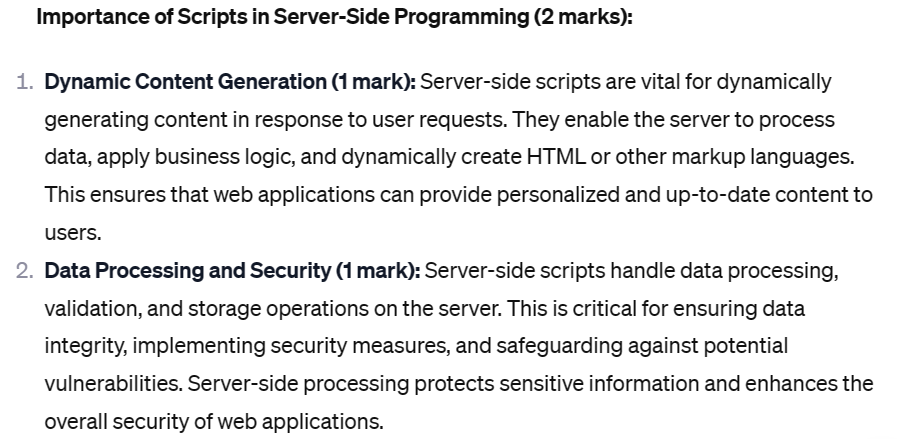 Importance of Scripts in Server-Side Programming (2 marks):
1. Dynamic Content Generation (1 mark): Server-side scripts are vital for dynamically
generating content in response to user requests. They enable the server to process
data, apply business logic, and dynamically create HTML or other markup languages.
This ensures that web applications can provide personalized and up-to-date content to
users.
2. Data Processing and Security (1 mark): Server-side scripts handle data processing,
validation, and storage operations on the server. This is critical for ensuring data
integrity, implementing security measures, and safeguarding against potential
vulnerabilities. Server-side processing protects sensitive information and enhances the
overall security of web applications.